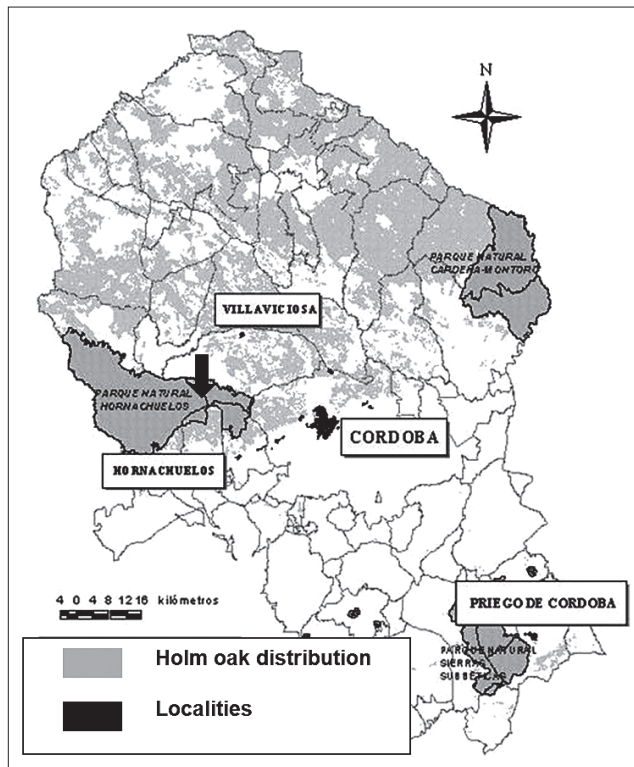 N
PARQUE NATURAL
CARDEÑA-MONTORO
VILLAVICIOSA
PARQUE NATURAL
HORNACHUELOS
CORDOBA
HORNACHUELOS
4 0 4 8 12 16 kilómetros
PRIEGO DE CORDOBA
PARQUE NATURAL
SIERRAS
SUBBÉTICAS
Holm oak distribution
Localities